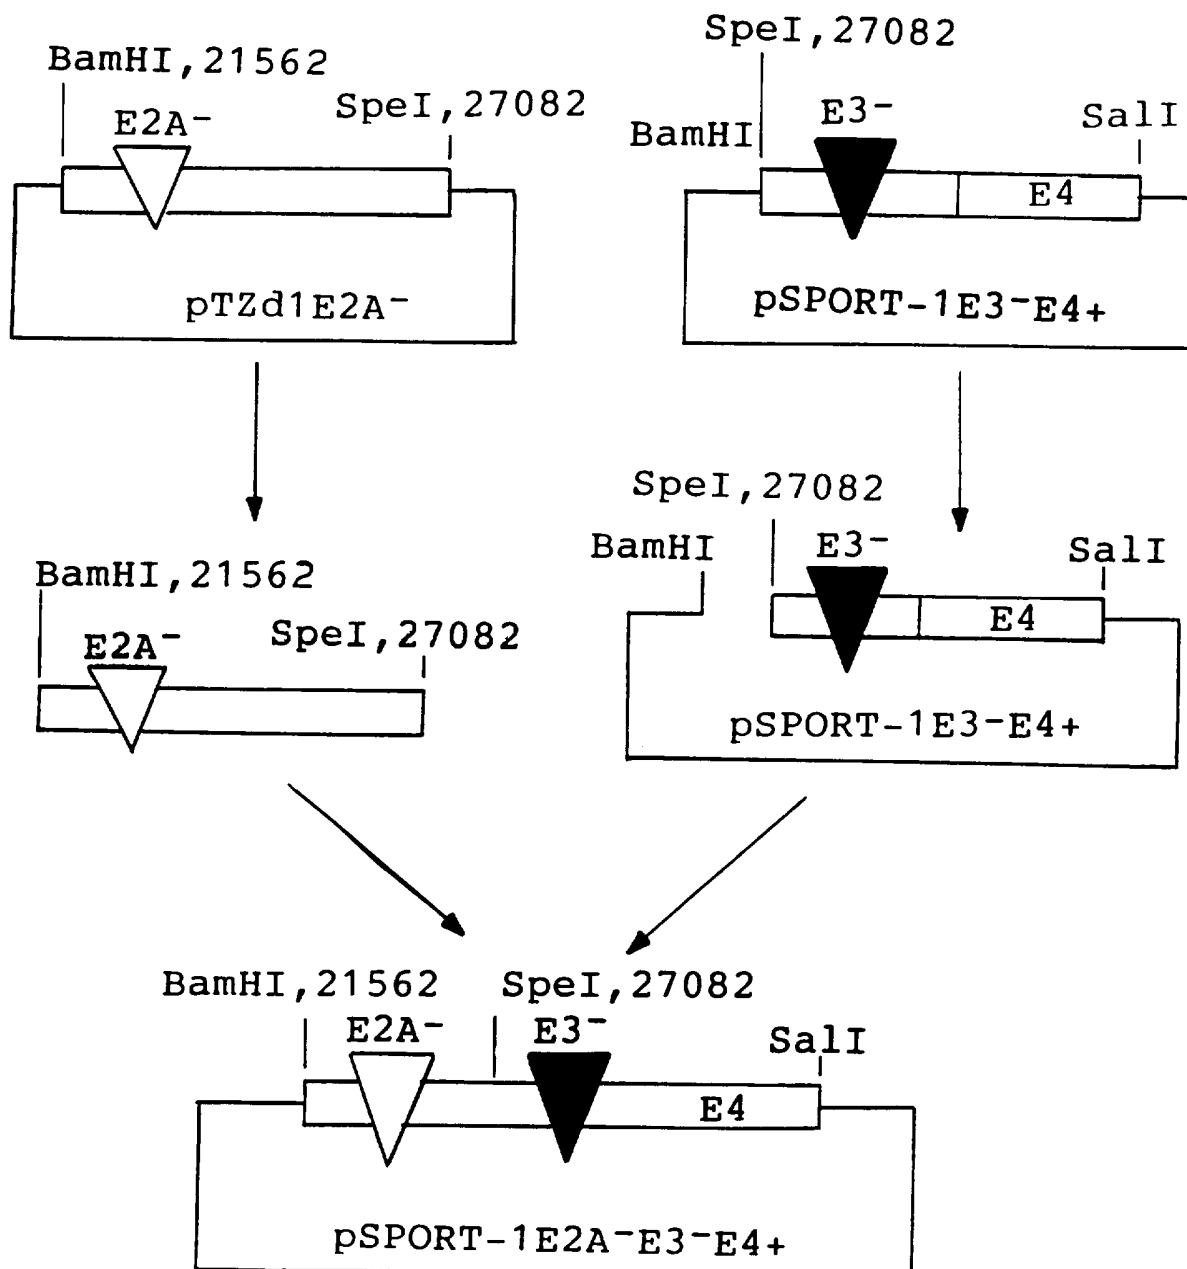 BamHI,21562
E2A⁻
SpeI,27082
pTZd1E2A⁻
SpeI,27082
BamHI
E3⁻
SalI
E4
pSPORT-1E3⁻E4+
BamHI,21562
E2A⁻
SpeI,27082
SpeI,27082
BamHI
E3⁻
SalI
E4
pSPORT-1E3⁻E4+
BamHI,21562
SpeI,27082
E2A⁻
E3⁻
SalI
E4
pSPORT-1E2A⁻E3⁻E4+